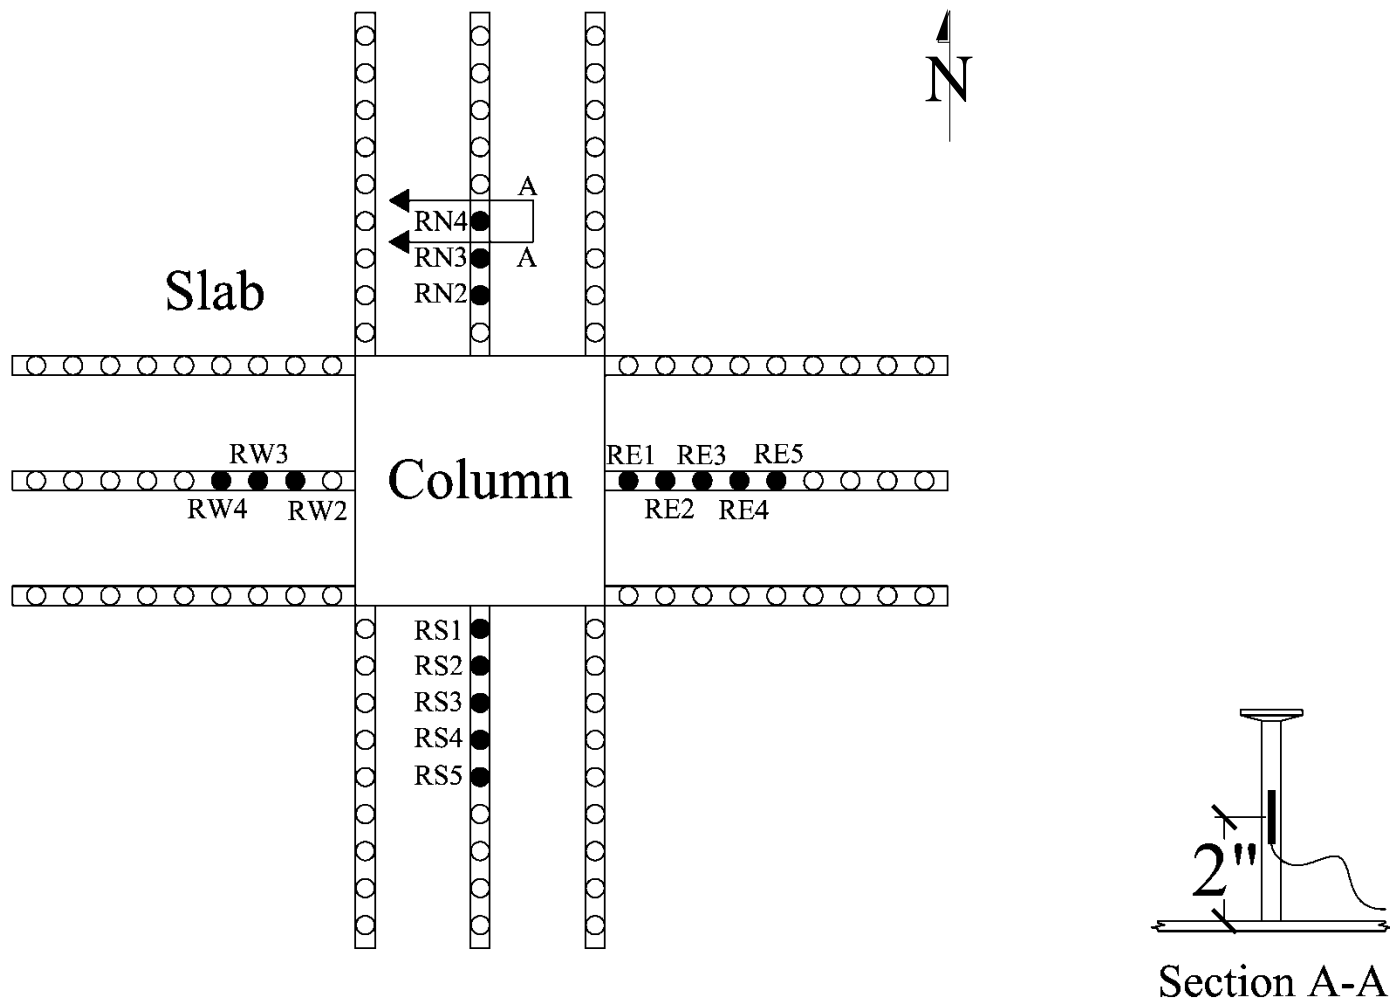 N
A
RN4
RN3
A
RN2
Slab
RW3
RE1
RE3
RE5
Column
RW4
RW2
RE2
RE4
RS1
RS2
RS3
RS4
RS5
2"
Section A-A